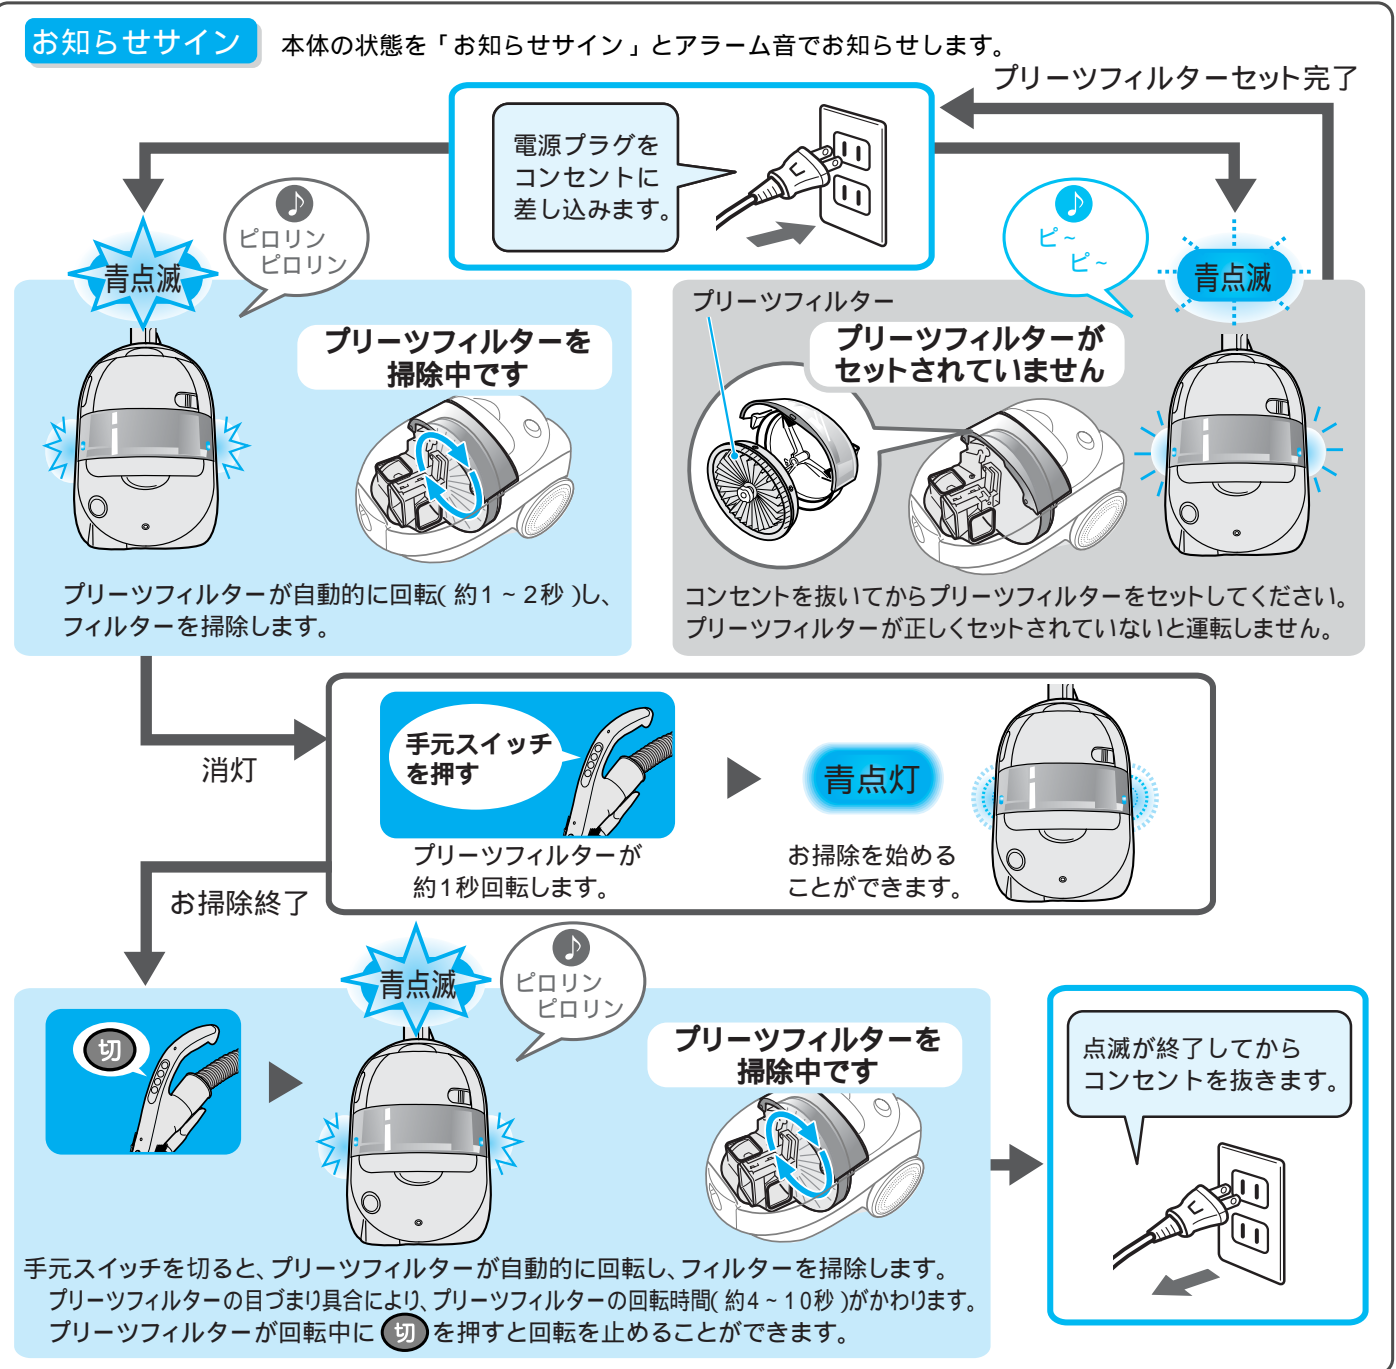 お知らせサイン
本体の状態を「お知らせサイン」とアラーム音でお知らせします。
プリーツフィルターセット完了
電源プラグを
コンセントに
差し込みます。
ピロリン
ピロリン
青点滅
ピ~
ピ~
青点滅
プリーツフィルターを
掃除中です
プリーツフィルター
プリーツフィルターが
セットされていません
プリーツフィルターが自動的に回転(約1~2秒)し、
フィルターを掃除します。
コンセントを抜いてからプリーツフィルターをセットしてください。
プリーツフィルターが正しくセットされていないと運転しません。
消灯
手元スイッチ
を押す
青点灯
プリーツフィルターが
約1秒回転します。
お掃除を始める
ことができます。
お掃除終了
切
青点滅
ピロリン
ピロリン
プリーツフィルターを
掃除中です
点滅が終了してから
コンセントを抜きます。
手元スイッチを切ると、プリーツフィルターが自動的に回転し、フィルターを掃除します。
プリーツフィルターの目づまり具合により、プリーツフィルターの回転時間(約4~10秒)がかわります。
プリーツフィルターが回転中に 切 を押すと回転を止めることができます。